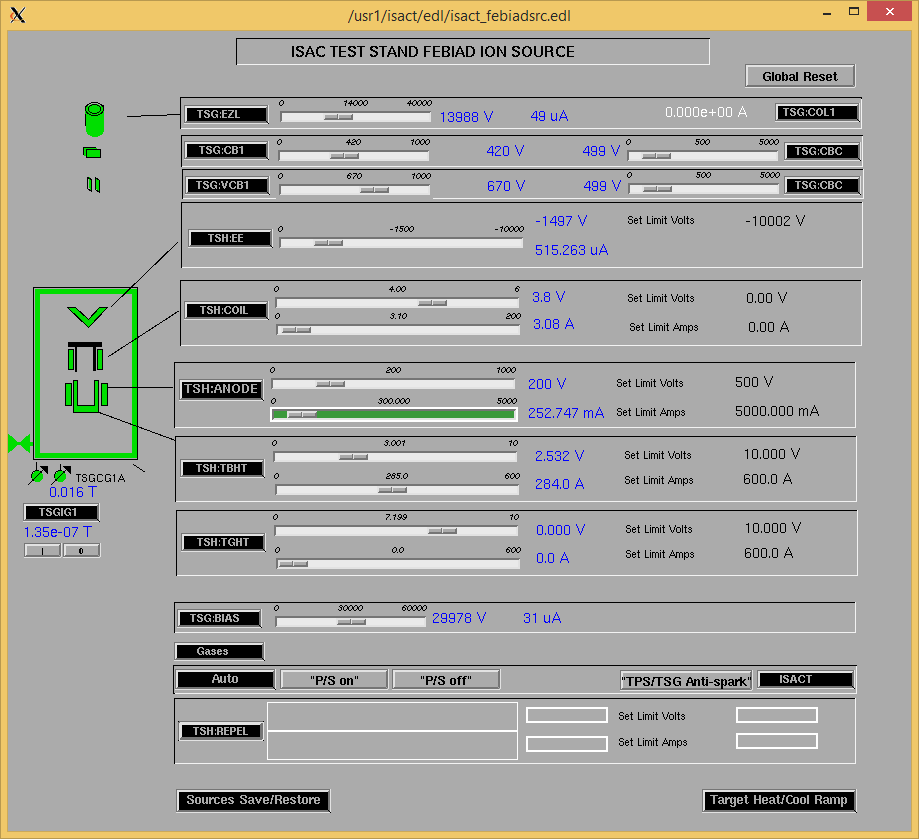 /usr1/isact/edl/isact_febiadsrc.edl
ISAC TEST STAND FEBIAD ION SOURCE
Global Reset
0 14000 40000
TSG:EZL 13988 V 49 uA 0.000e+00 A TSG:COL1
0 420 1000 0 500 5000
TSG:CB1 420 V 499 V TSG:CBC
0 670 1000 0 500 5000
TSG:VCB1 670 V 499 V TSG:CBC
-1497 V Set Limit Volts -10002 V
0 -1500 -10000
TSH:EE
515.263 uA
0 4.00 6
3.8 V Set Limit Volts 0.00 V
TSH:COIL
0 3.10 200
3.08 A Set Limit Amps 0.00 A
0 200 1000
200 V Set Limit Volts 500 V
TSH:ANODE
0 300.000 5000
252.747 mA Set Limit Amps 5000.000 mA
0 3.001 10
2.532 V Set Limit Volts 10.000 V
TSH:TBHT
0 285.0 600
284.0 A Set Limit Amps 600.0 A
TSGCG1A
0.016 T
TSGIG1
1.35e-07 T
I 0
0 7.199 10
0.000 V Set Limit Volts 10.000 V
TSH:TGHT
0 0.0 600
0.0 A Set Limit Amps 600.0 A
0 30000 60000
TSG:BIAS 29978 V 31 uA
Gases
Auto "P/S on" "P/S off" "TPS/TSG Anti-spark" ISACT
Set Limit Volts
TSH:REPEL
Set Limit Amps
Sources Save/Restore Target Heat/Cool Ramp